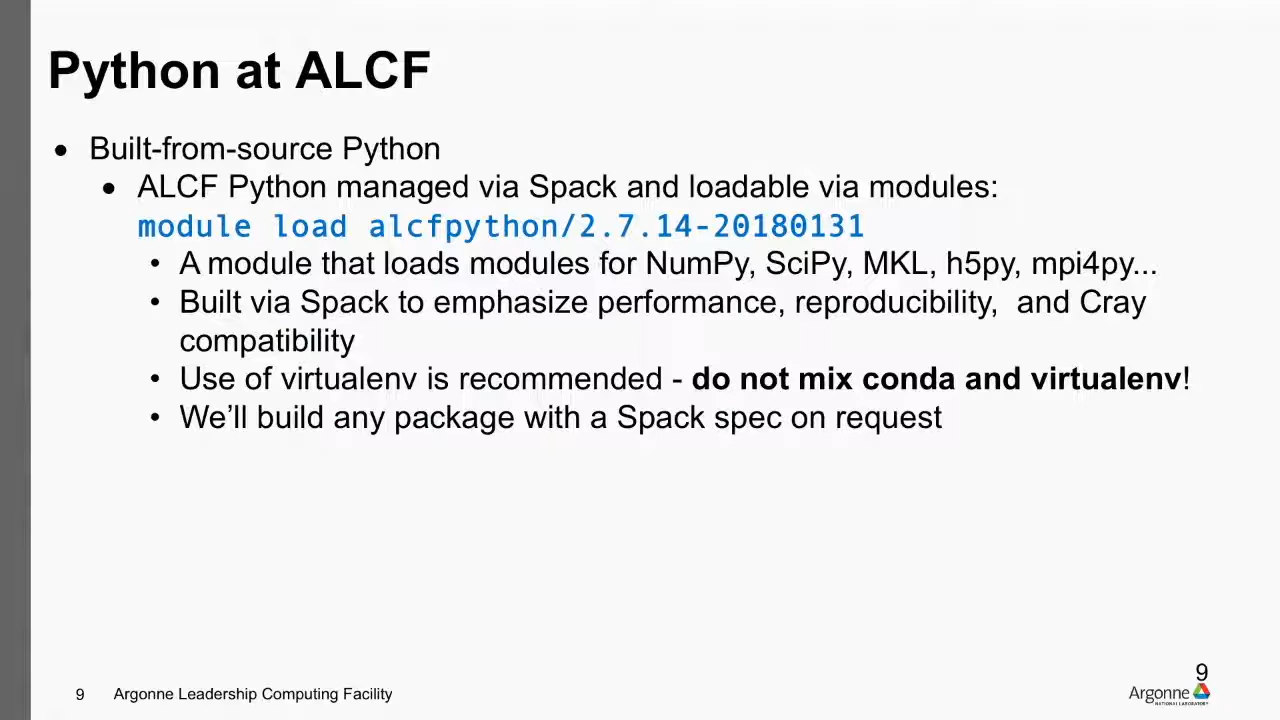 Python at ALCF
• Built-from-source Python
• ALCF Python managed via Spack and loadable via modules:
module load alcfpython/2.7.14-20180131
• A module that loads modules for NumPy, SciPy, MKL, h5py, mpi4py...
• Built via Spack to emphasize performance, reproducibility,  and Cray
compatibility
• Use of virtualenv is recommended - do not mix conda and virtualenv!
• We’ll build any package with a Spack spec on request
9
9 Argonne Leadership Computing Facility
Argonne
NATIONAL LABORATORY